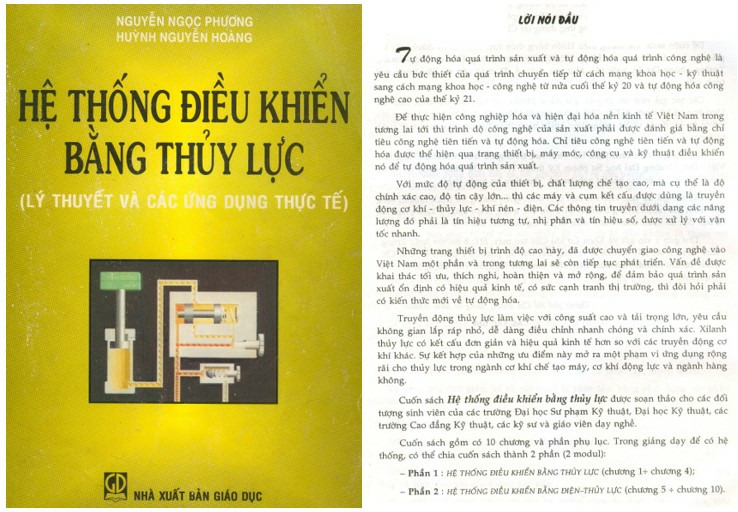 NGUYỄN NGỌC PHƯƠNG
HUỲNH NGUYỄN HOÀNG
HỆ THỐNG ĐIỀU KHIỂN
BẰNG THỦY LỰC
(LÝ THUYẾT VÀ CÁC ỨNG DỤNG THỰC TẾ)
GD
NHÀ XUẤT BẢN GIÁO DỤC
LỜI NÓI ĐẦU
Tự động hóa quá trình sản xuất và tự động hóa quá trình công nghệ là
yêu cầu bức thiết của quá trình chuyển tiếp từ cách mạng khoa học - kỹ thuật
sang cách mạng khoa học - công nghệ từ nửa cuối thế kỷ 20 và tự động hóa công
nghệ cao của thế kỷ 21.
Để thực hiện công nghiệp hóa và hiện đại hóa nền kinh tế Việt Nam trong
tương lai tới thì trình độ công nghệ của sản xuất phải được đánh giá bằng chỉ
tiêu công nghệ tiên tiến và tự động hóa. Chỉ tiêu công nghệ tiên tiến và tự động
hóa được thể hiện qua trang thiết bị, máy móc, công cụ và kỹ thuật điều khiển
nó để tự động hóa quá trình sản xuất.
Với mức độ tự động của thiết bị, chất lượng chế tạo cao, mà cụ thể là độ
chính xác cao, độ tin cậy lớn... thì các máy và cụm kết cấu được dùng là truyền
động cơ khí - thủy lực - khí nén - điện. Các thông tin truyền dưới dạng các năng
lượng đó phải là tín hiệu tương tự, nhị phân và tín hiệu số, được xử lý với vận
tốc nhanh.
Những trang thiết bị trình độ cao này, đã được chuyển giao công nghệ vào
Việt Nam một phần và trong tương lai sẽ còn tiếp tục phát triển. Vấn đề được
khai thác tối ưu, thích nghi, hoàn thiện và mở rộng, để đảm bảo quá trình sản
xuất ổn định có hiệu quả kinh tế, có sức cạnh tranh thị trường, thì đòi hỏi phải
có kiến thức mới về tự động hóa.
Truyền động thủy lực làm việc với công suất cao và tải trọng lớn, yêu cầu
không gian lắp ráp nhỏ, dễ dàng điều chỉnh nhanh chóng và chính xác. Xilanh
thủy lực có kết cấu đơn giản và hiệu quả kinh tế hơn so với các truyền động cơ
khí khác. Sự kết hợp của những ưu điểm này mở ra một phạm vi ứng dụng rộng
rãi cho thủy lực trong ngành cơ khí chế tạo máy, cơ khí động lực và ngành hàng
không.
Cuốn sách Hệ thống điều khiển bằng thủy lực được soạn thảo cho các đối
tượng sinh viên của các trường Đại học Sư phạm Kỹ thuật, Đại học Kỹ thuật, các
trường Cao đẳng Kỹ thuật, các kỹ sư và giáo viên dạy nghề.
Cuốn sách gồm có 10 chương và phần phụ lục. Trong giảng dạy để có hệ
thống, có thể chia cuốn sách thành 2 phần (2 modul):
– Phần 1 : HỆ THỐNG ĐIỀU KHIỂN BẰNG THỦY LỰC (chương 1÷ chương 4);
– Phần 2 : HỆ THỐNG ĐIỀU KHIỂN BẰNG ĐIỆN–THỦY LỰC (chương 5 ÷ chương 10).